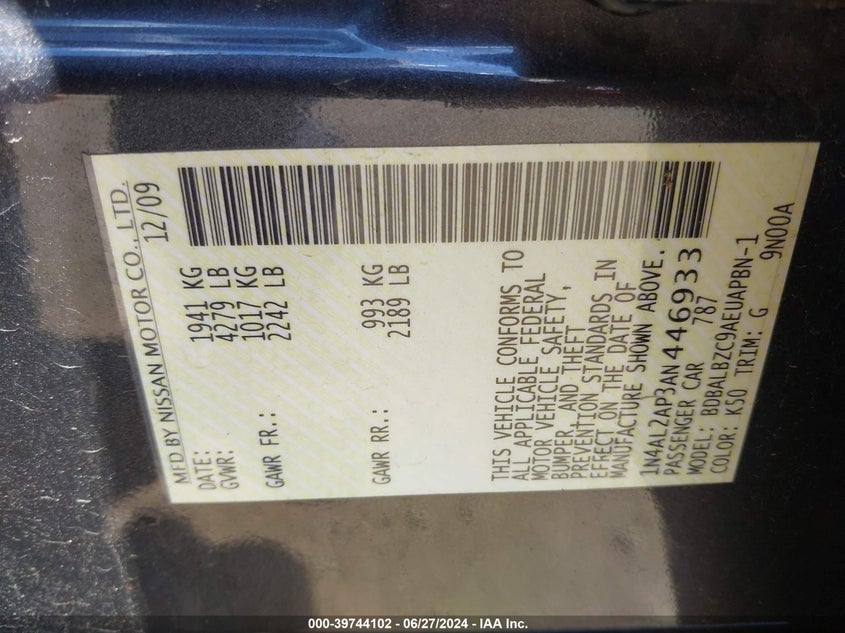 MFD BY NISSAN MOTOR CO., LTD.
DATE: 12/09
GVWR: 1941 KG
4279 LB
GAWR FR.: 1017 KG
2242 LB
GAWR RR.: 993 KG
2189 LB
THIS VEHICLE CONFORMS TO
ALL APPLICABLE FEDERAL
MOTOR VEHICLE SAFETY,
BUMPER, AND THEFT
PREVENTION STANDARDS IN
EFFECT ON THE DATE OF
MANUFACTURE SHOWN ABOVE.
1N4AL2AP3AN446933
PASSENGER CAR 787
MODEL: BDBALBZC9AEUAPBN-1
COLOR: K50 TRIM: G 9N00A
000-39744102 - 06/27/2024 - IAA Inc.